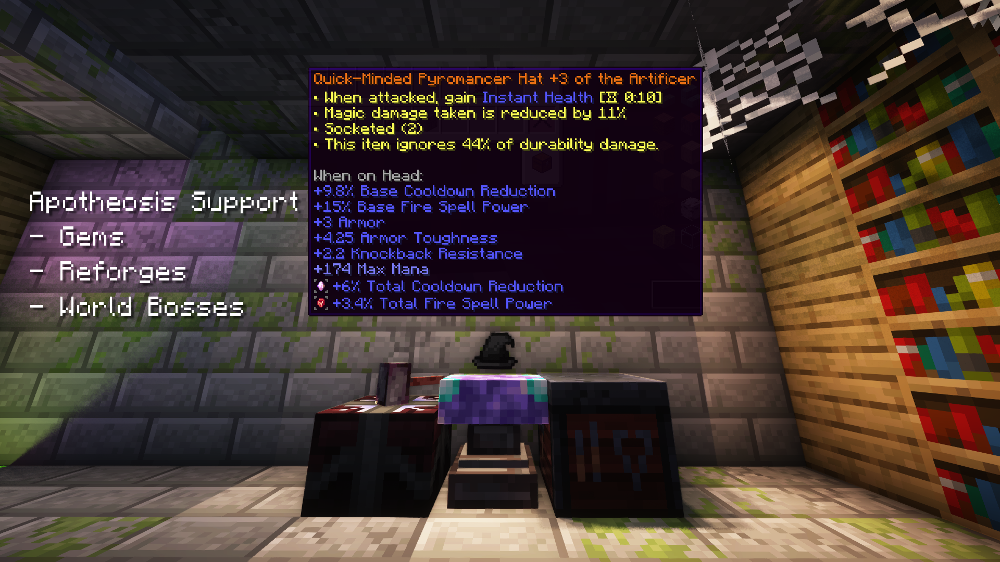 Quick-Minded Pyromancer Hat +3 of the Artificer
• When attacked, gain Instant Health [⌛ 0:10]
• Magic damage taken is reduced by 11%
• Socketed (2)
• This item ignores 44% of durability damage.
When on Head:
+9.8% Base Cooldown Reduction
+15% Base Fire Spell Power
+3 Armor
+4.25 Armor Toughness
+2.2 Knockback Resistance
+174 Max Mana
+6% Total Cooldown Reduction
+3.4% Total Fire Spell Power
Apotheosis Support
- Gems
- Reforges
- World Bosses